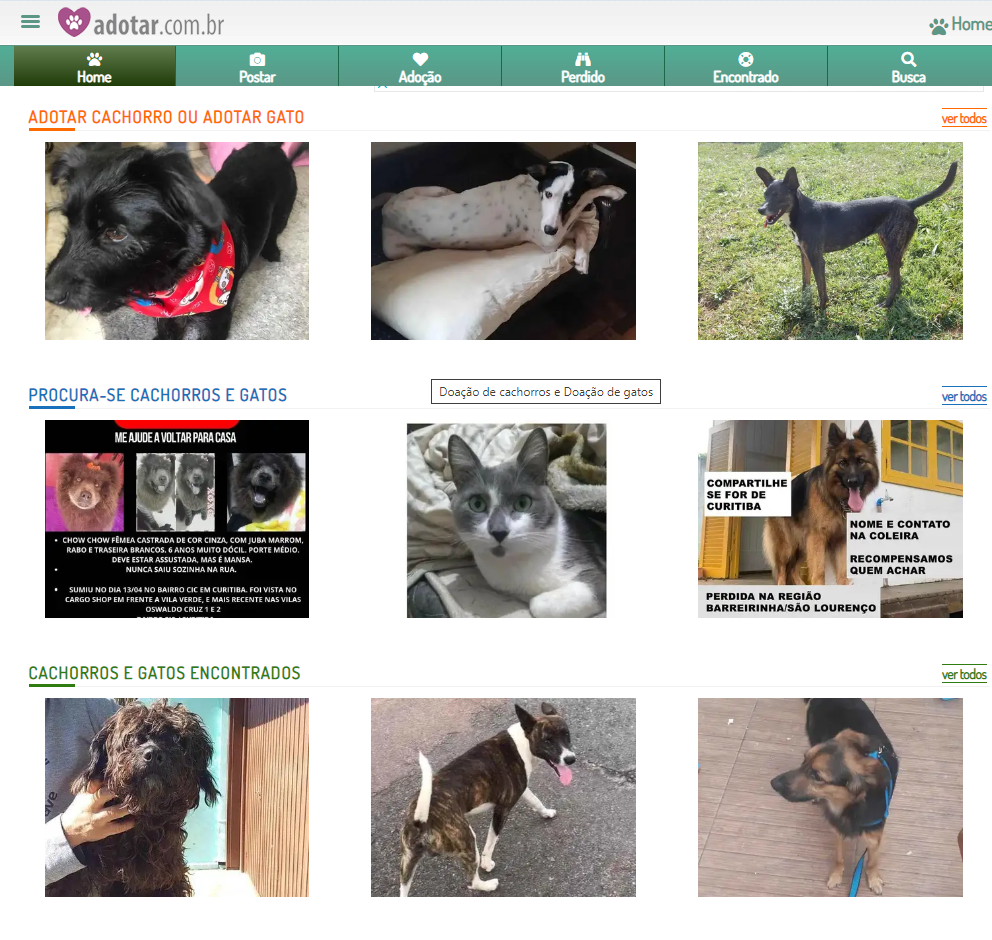 adotar.com.br
Home
Home
Postar
Adoção
Perdido
Encontrado
Busca
ADOTAR CACHORRO OU ADOTAR GATO
ver todos
PROCURA-SE CACHORROS E GATOS
Doação de cachorros e Doação de gatos
ver todos
ME AJUDE A VOLTAR PARA CASA
• CHOW CHOW FÊMEA CASTRADA DE COR CINZA, COM JUBA MARROM,
RABO E TRASEIRA BRANCOS. 6 ANOS MUITO DÓCIL. PORTE MÉDIO.
DEVE ESTAR ASSUSTADA, MAS É MANSA.
• NUNCA SAIU SOZINHA NA RUA.
• SUMIU NO DIA 13/04 NO BAIRRO CIC EM CURITIBA. FOI VISTA NO
CARGO SHOP EM FRENTE A VILA VERDE, E MAIS RECENTE NAS VILAS
OSWALDO CRUZ 1 E 2
COMPARTILHE
SE FOR DE
CURITIBA
NOME E CONTATO
NA COLEIRA
RECOMPENSAMOS
QUEM ACHAR
PERDIDA NA REGIÃO
BARREIRINHA/SÃO LOURENÇO
CACHORROS E GATOS ENCONTRADOS
ver todos